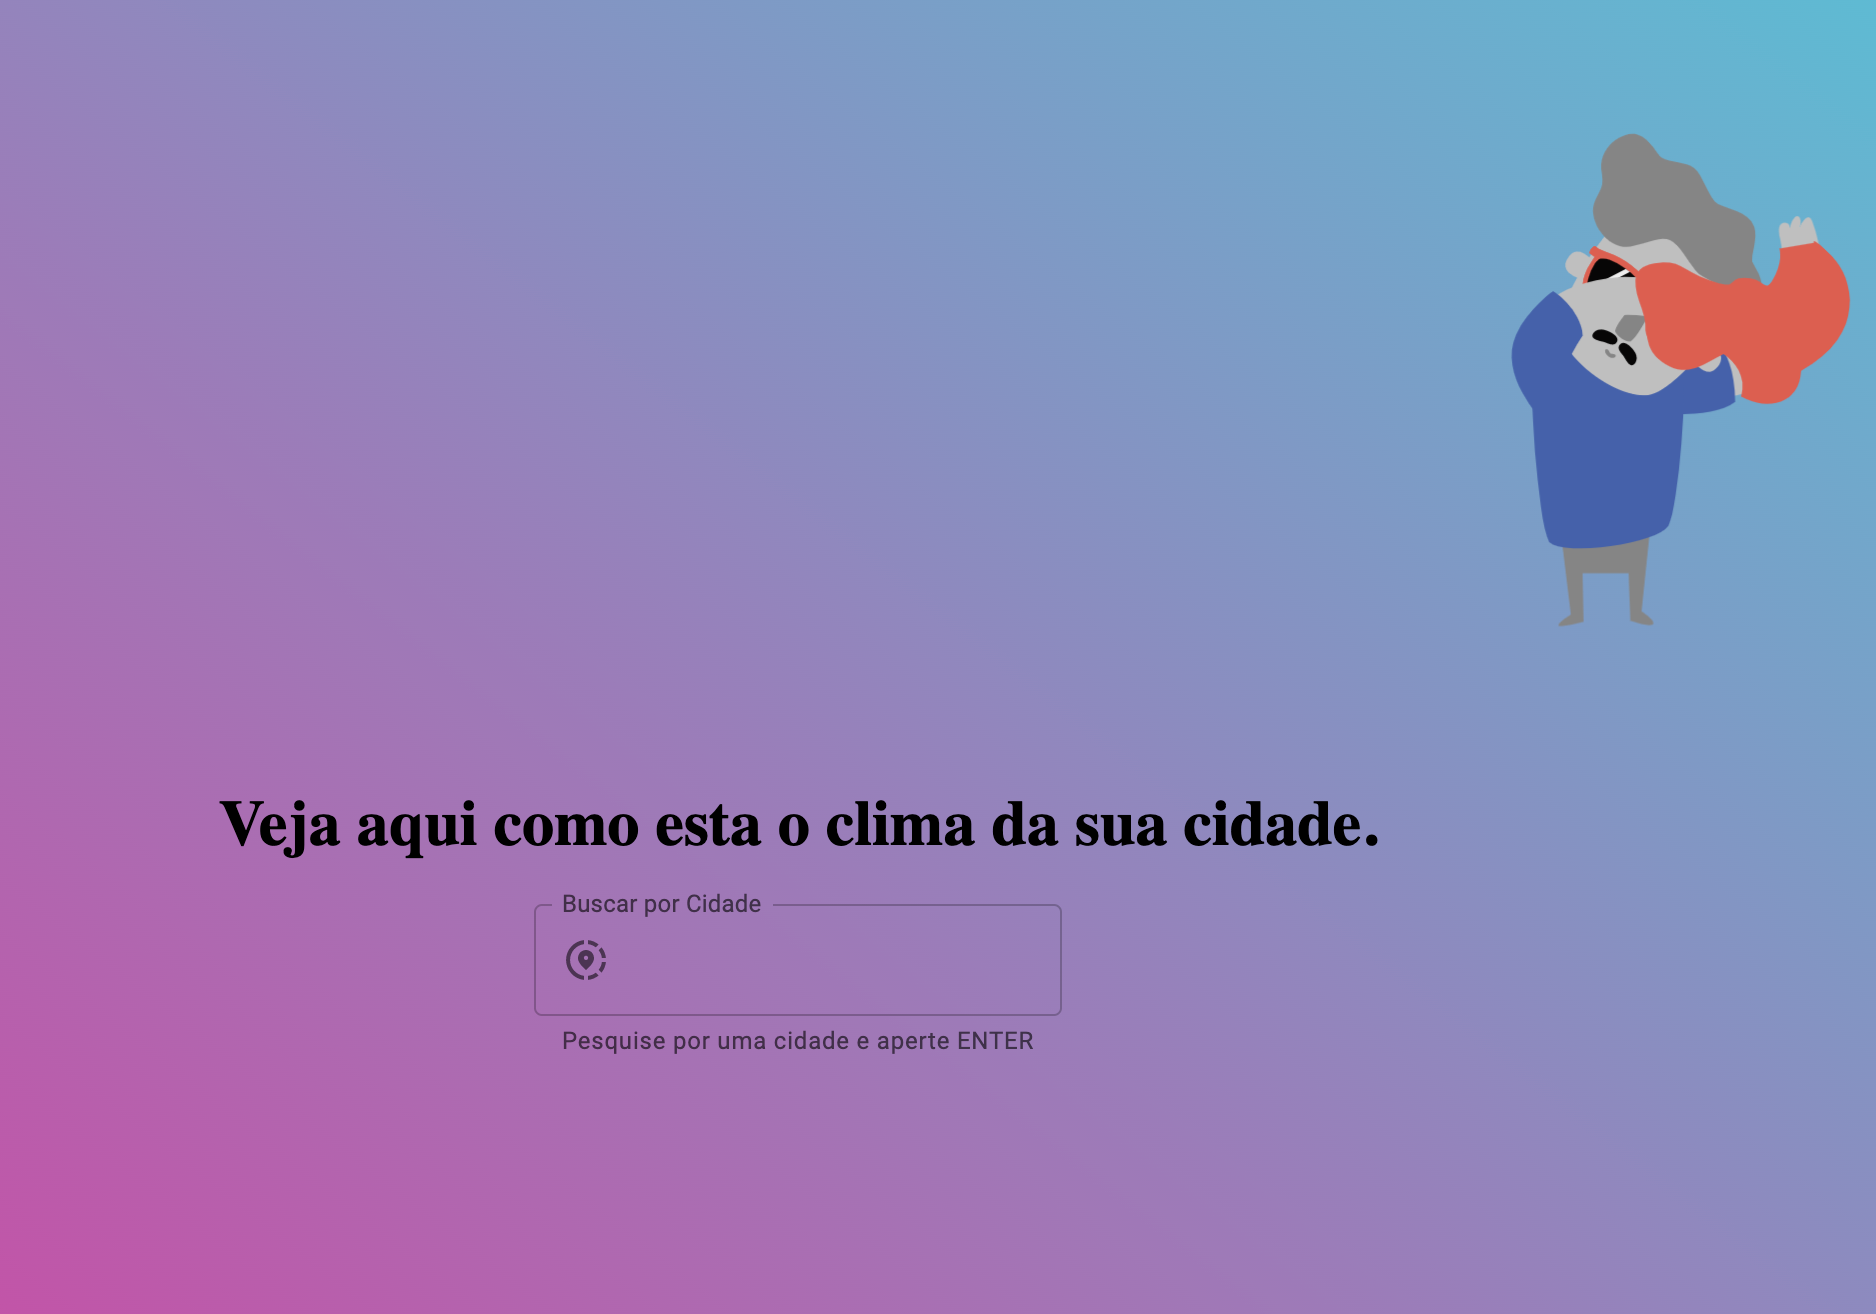 Veja aqui como esta o clima da sua cidade.
Buscar por Cidade
Pesquise por uma cidade e aperte ENTER